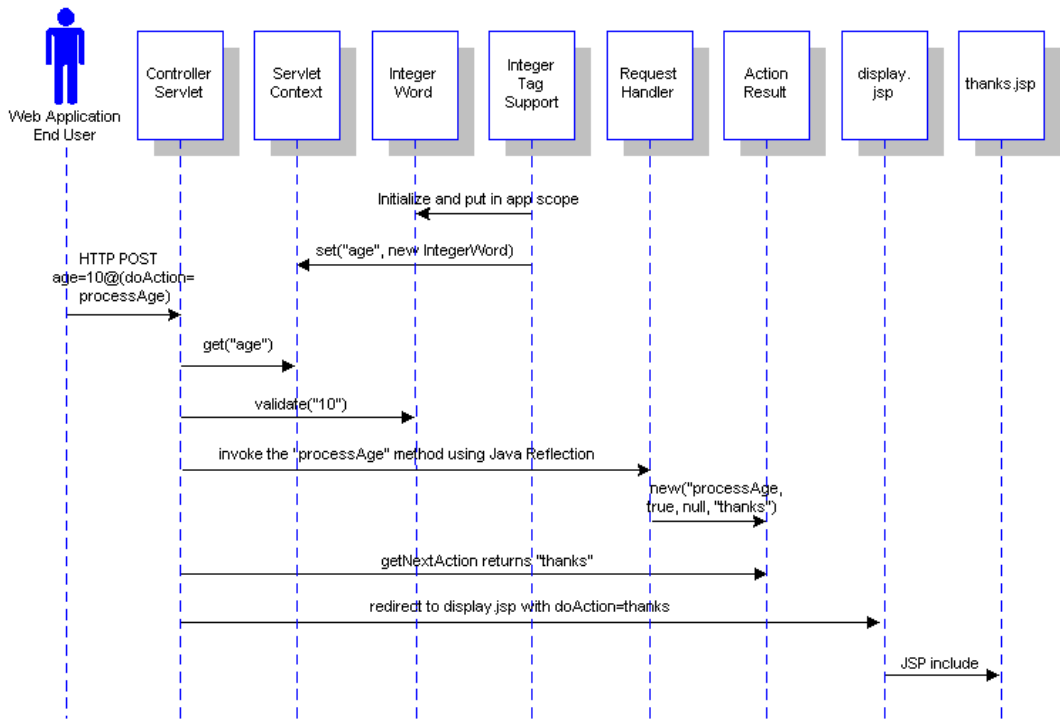 Web Application
End User
Controller
Servlet
Servlet
Context
Integer
Word
Integer
Tag
Support
Request
Handler
Action
Result
display.
jsp
thanks.jsp
Initialize and put in app scope
set("age", new IntegerWord)
HTTP POST
age=10@(doAction=
processAge)
get("age")
validate("10")
invoke the "processAge" method using Java Reflection
new("processAge,
true, null, "thanks")
getNextAction returns "thanks"
redirect to display.jsp with doAction=thanks
JSP include